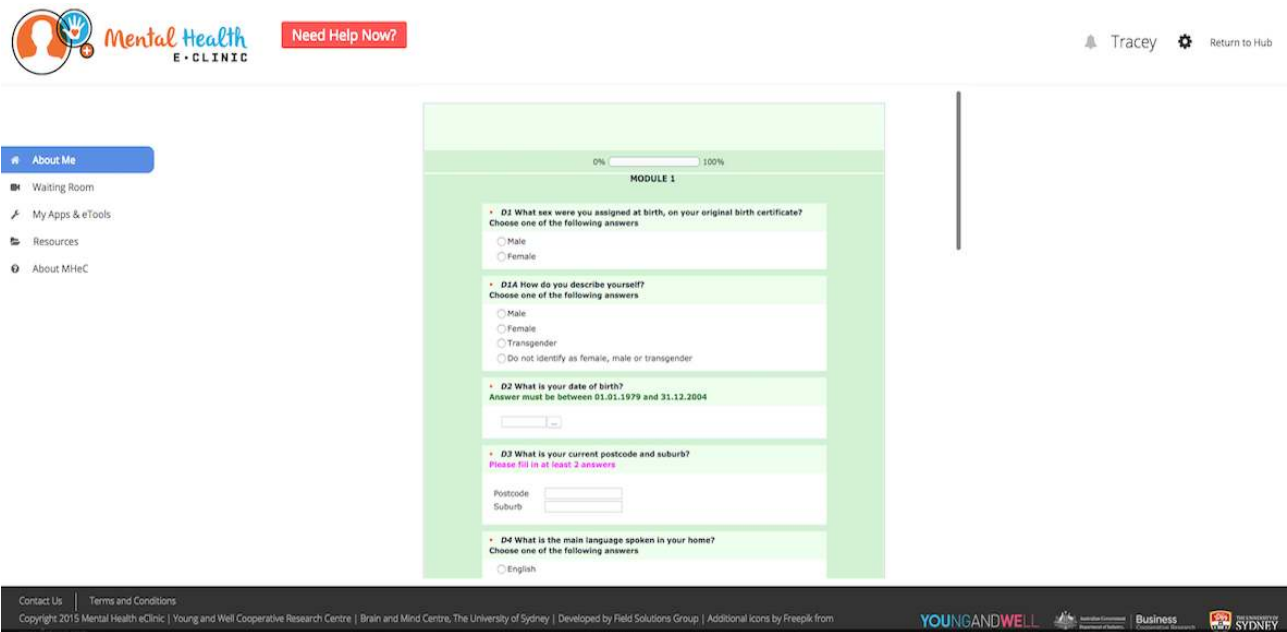 Mental Health
E-CLINIC
Need Help Now?
Tracey
Return to Hub
About Me
Waiting Room
My Apps & eTools
Resources
About MHeC
0% 100%
MODULE 1
D1 What sex were you assigned at birth, on your original birth certificate?
Choose one of the following answers
Male
Female
D1A How do you describe yourself?
Choose one of the following answers
Male
Female
Transgender
Do not identify as female, male or transgender
D2 What is your date of birth?
Answer must be between 01.01.1979 and 31.12.2004
...
D3 What is your current postcode and suburb?
Please fill in at least 2 answers
Postcode
Suburb
D4 What is the main language spoken in your home?
Choose one of the following answers
English
Contact Us Terms and Conditions
Copyright 2015 Mental Health eClinic | Young and Well Cooperative Research Centre | Brain and Mind Centre, The University of Sydney | Developed by Field Solutions Group | Additional icons by Freepik from
YOUNGANDWELL
Australian Government
Business
Cooperative Research
THE UNIVERSITY OF
SYDNEY